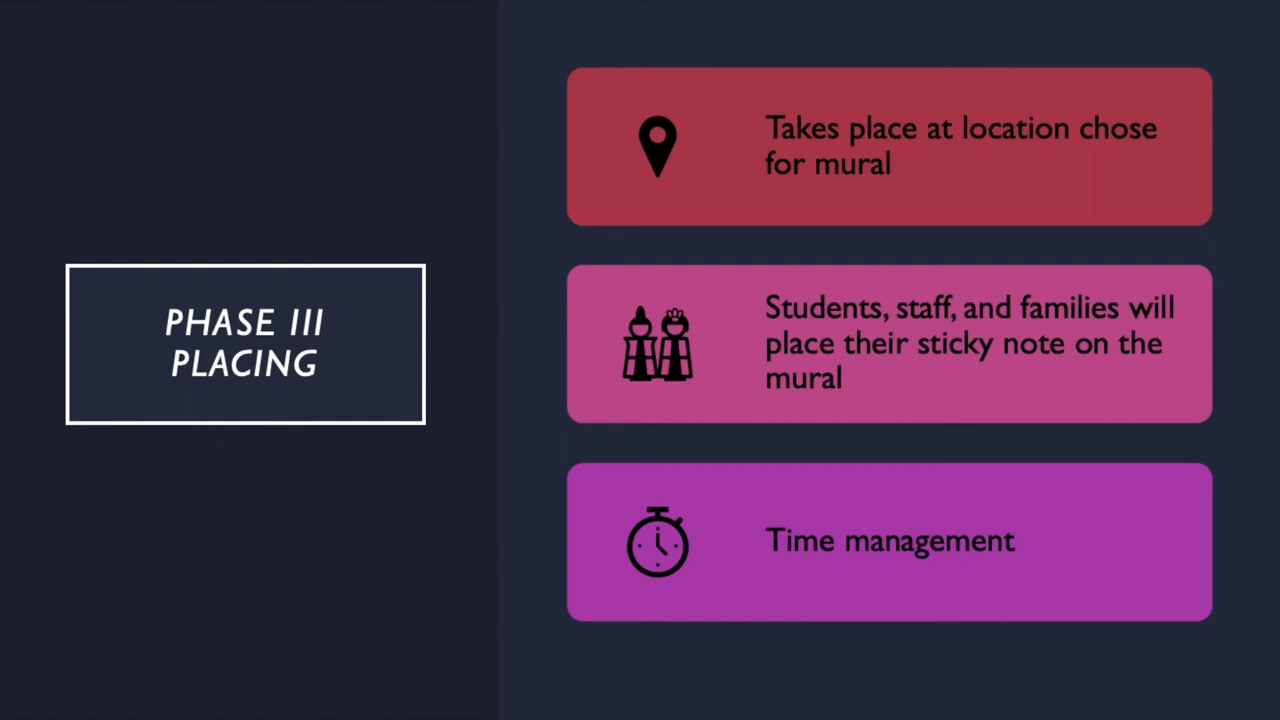 PHASE III
PLACING
Takes place at location chose
for mural
Students, staff, and families will
place their sticky note on the
mural
Time management